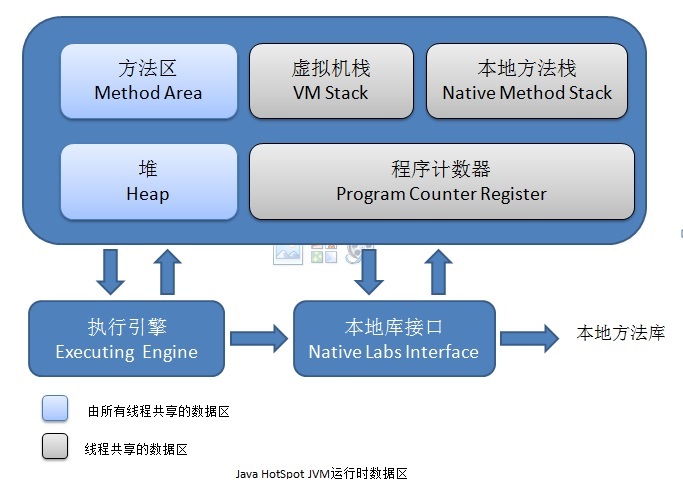 方法区
Method Area
虚拟机栈
VM Stack
本地方法栈
Native Method Stack
堆
Heap
程序计数器
Program Counter Register
执行引擎
Executing Engine
本地库接口
Native Labs Interface
本地方法库
由所有线程共享的数据区
线程共享的数据区
Java HotSpot JVM运行时数据区